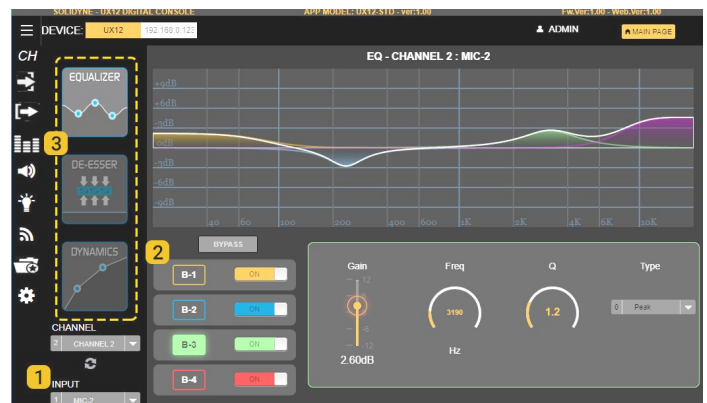 SOLIDYNE - UX12 DIGITAL CONSOLE
APP MODEL: UX12-STD - ver:1.00
Fw.Ver:1.00 - Web.Ver:1.00
DEVICE: UX12 192.168.0.123
ADMIN
MAIN PAGE
CH
EQ - CHANNEL 2 : MIC-2
EQUALIZER
3
DE-ESSER
DYNAMICS
+9dB
+6dB
-3dB
0dB
-3dB
-6dB
-9dB
40 60 100 200 400 600 1K 2K 4K 6K 10K
2
BYPASS
B-1 ON
B-2 ON
B-3 ON
B-4 ON
Gain
12
-6
-12
2.60dB
Freq
3190
Hz
Q
1.2
Type
0 Peak
CHANNEL
2 CHANNEL 2
1
INPUT
1 MIC-2